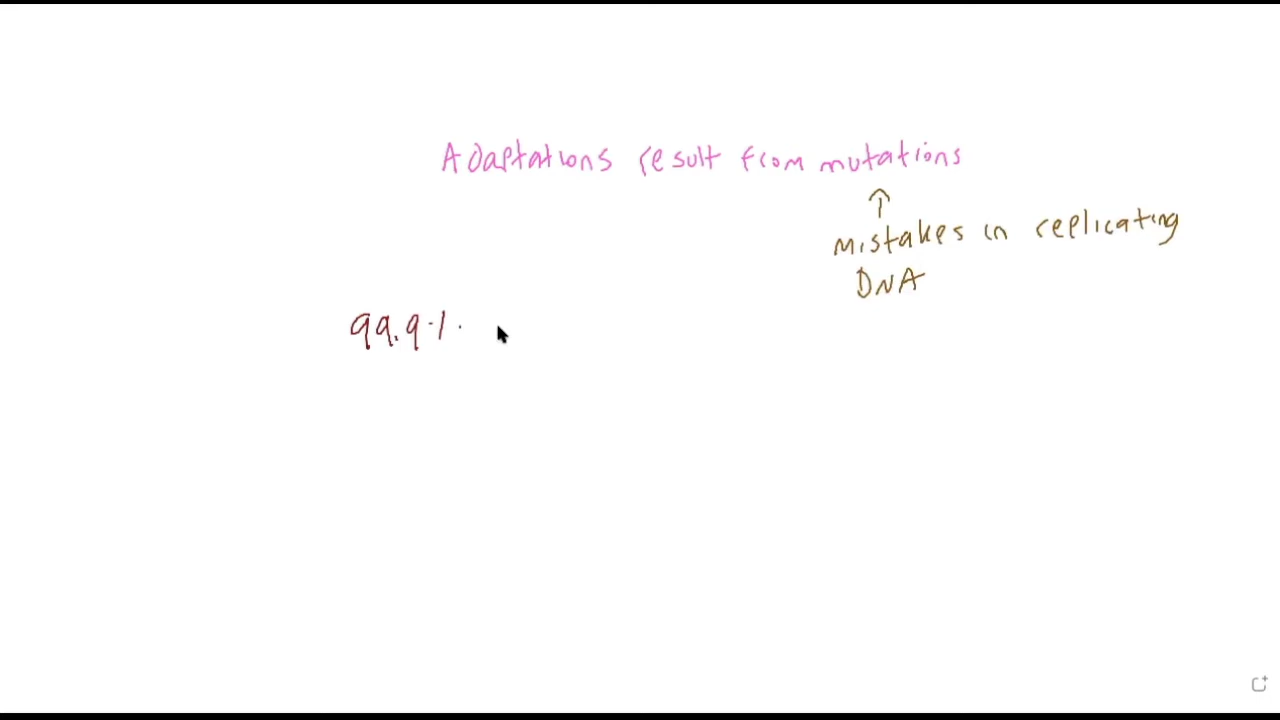 Adaptations result from mutations
↑
mistakes in replicating
DNA
99.9%